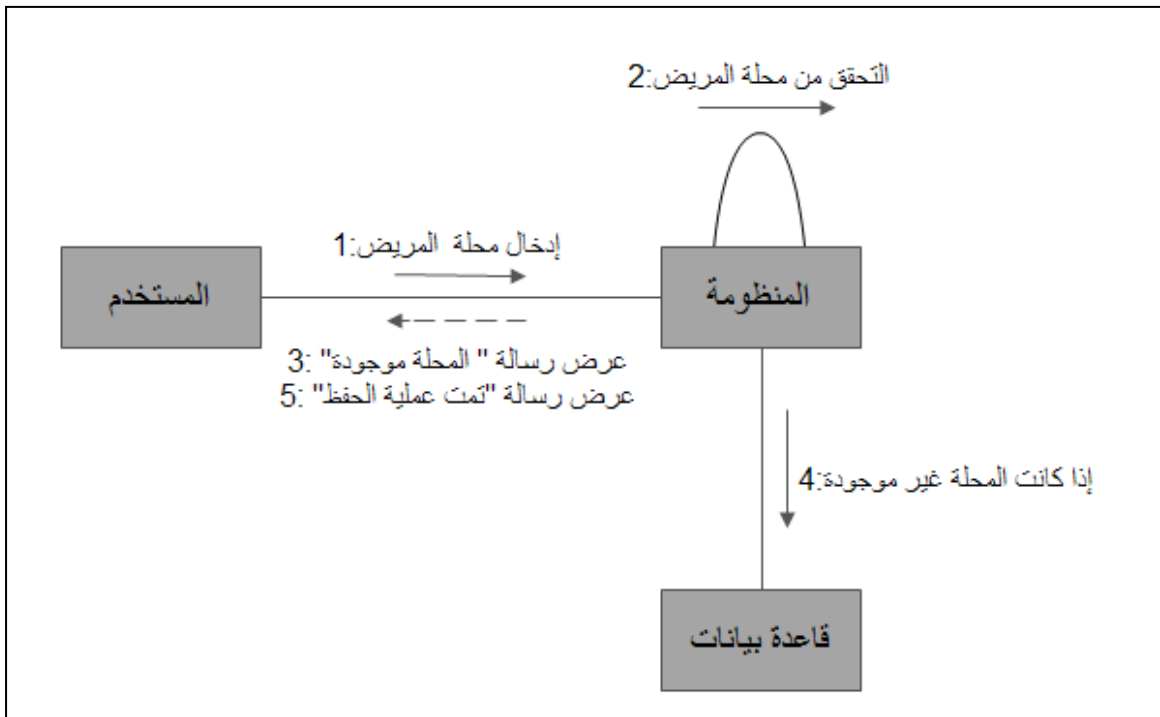 التحقق من محلة المريض:2
إدخال محلة المريض:1
المستخدم
المنظومة
عرض رسالة " المحلة موجودة" :3
عرض رسالة "تمت عملية الحفظ" :5
إذا كانت المحلة غير موجودة:4
قاعدة بيانات